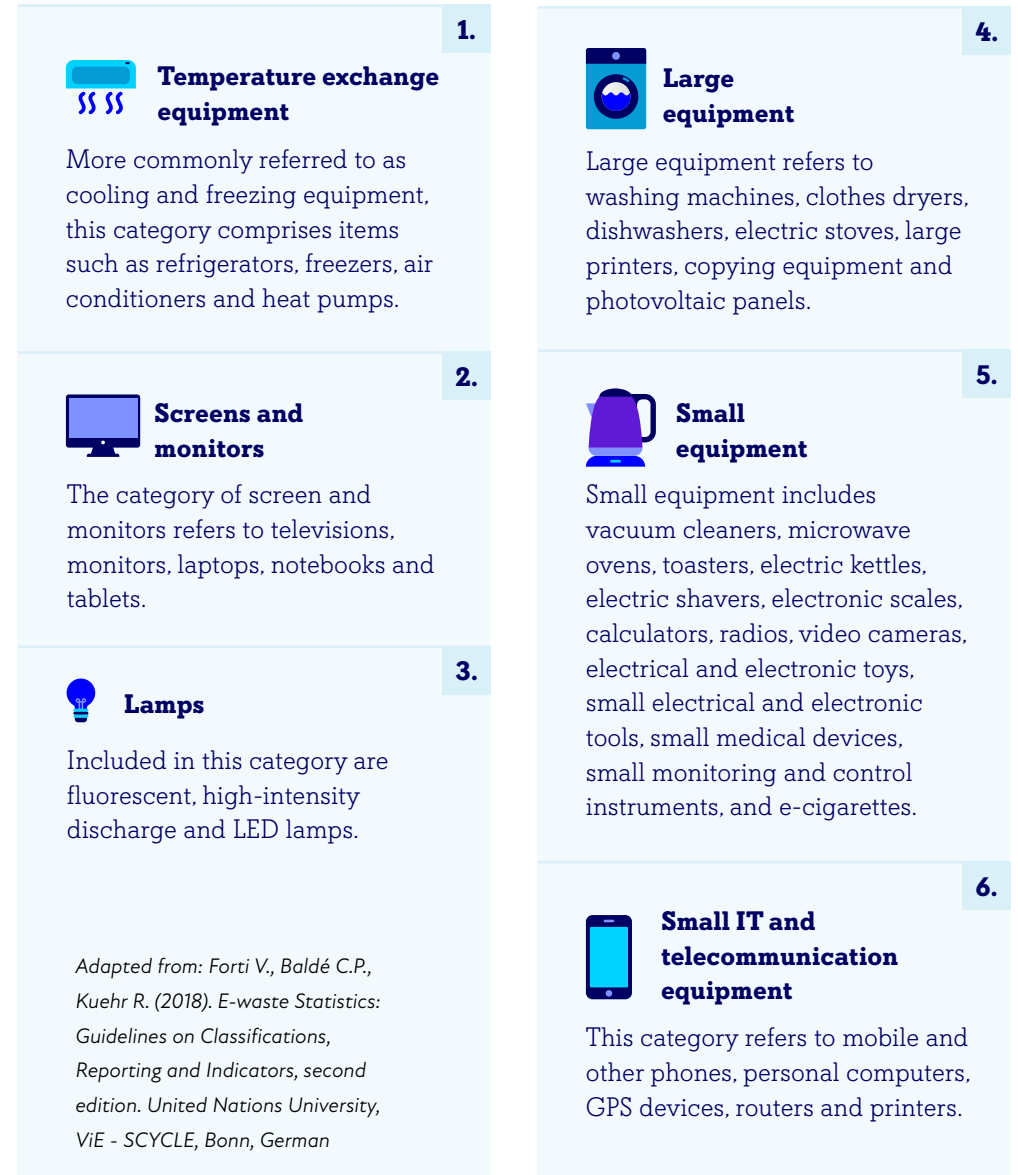 1.
Temperature exchange
equipment
More commonly referred to as
cooling and freezing equipment,
this category comprises items
such as refrigerators, freezers, air
conditioners and heat pumps.
2.
Screens and
monitors
The category of screen and
monitors refers to televisions,
monitors, laptops, notebooks and
tablets.
3.
Lamps
Included in this category are
fluorescent, high-intensity
discharge and LED lamps.
Adapted from: Forti V., Baldé C.P.,
Kuehr R. (2018). E-waste Statistics:
Guidelines on Classifications,
Reporting and Indicators, second
edition. United Nations University,
ViE - SCYCLE, Bonn, German
4.
Large
equipment
Large equipment refers to
washing machines, clothes dryers,
dishwashers, electric stoves, large
printers, copying equipment and
photovoltaic panels.
5.
Small
equipment
Small equipment includes
vacuum cleaners, microwave
ovens, toasters, electric kettles,
electric shavers, electronic scales,
calculators, radios, video cameras,
electrical and electronic toys,
small electrical and electronic
tools, small medical devices,
small monitoring and control
instruments, and e-cigarettes.
6.
Small IT and
telecommunication
equipment
This category refers to mobile and
other phones, personal computers,
GPS devices, routers and printers.